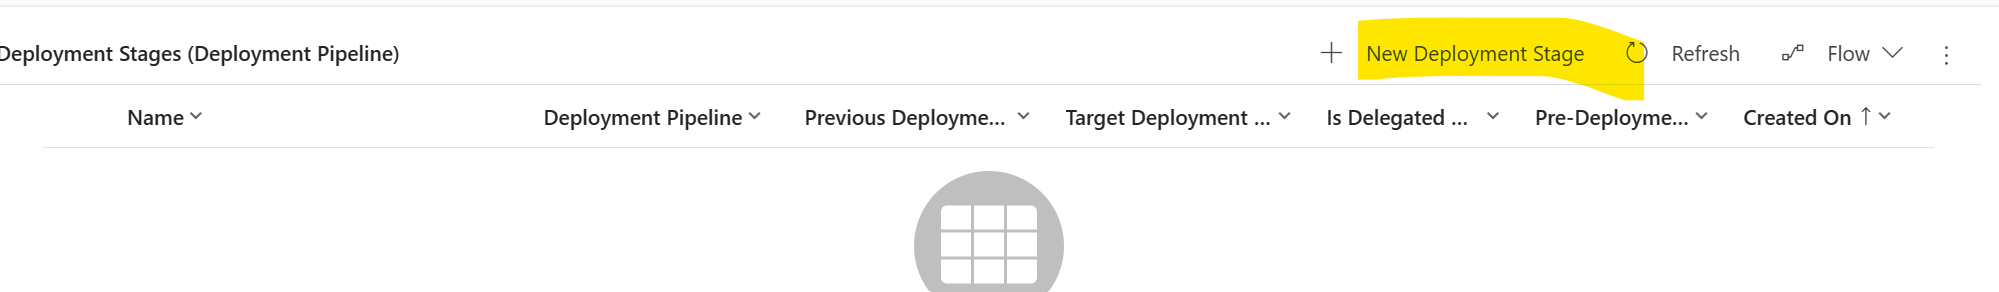 Deployment Stages (Deployment Pipeline) New Deployment Stage Refresh Flow
Name Deployment Pipeline Previous Deployme... Target Deployment ... Is Delegated ... Pre-Deployme... Created On